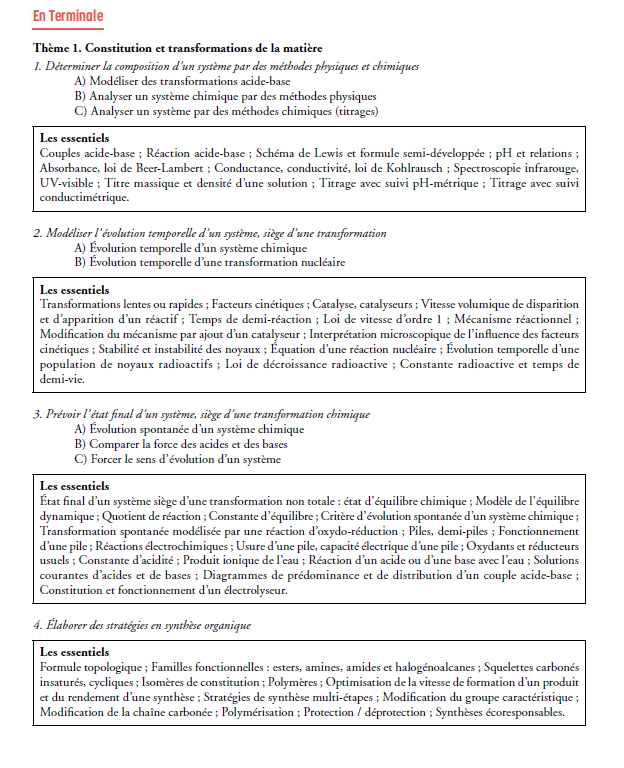 En Terminale
Thème 1. Constitution et transformations de la matière
1. Déterminer la composition d'un système par des méthodes physiques et chimiques
A) Modéliser des transformations acide-base
B) Analyser un système chimique par des méthodes physiques
C) Analyser un système par des méthodes chimiques (titrages)
Les essentiels
Couples acide-base ; Réaction acide-base ; Schéma de Lewis et formule semi-développée ; pH et relations ;
Absorbance, loi de Beer-Lambert ; Conductance, conductivité, loi de Kohlrausch ; Spectroscopie infrarouge,
UV-visible ; Titre massique et densité d'une solution ; Titrage avec suivi pH-métrique ; Titrage avec suivi
conductimétrique.
2. Modéliser l'évolution temporelle d'un système, siège d'une transformation
A) Évolution temporelle d'un système chimique
B) Évolution temporelle d'une transformation nucléaire
Les essentiels
Transformations lentes ou rapides ; Facteurs cinétiques ; Catalyse, catalyseurs ; Vitesse volumique de disparition
et d'apparition d'un réactif ; Temps de demi-réaction ; Loi de vitesse d'ordre 1 ; Mécanisme réactionnel ;
Modification du mécanisme par ajout d'un catalyseur ; Interprétation microscopique de l'influence des facteurs
cinétiques ; Stabilité et instabilité des noyaux ; Équation d'une réaction nucléaire ; Évolution temporelle d'une
population de noyaux radioactifs ; Loi de décroissance radioactive ; Constante radioactive et temps de
demi-vie.
3. Prévoir l'état final d'un système, siège d'une transformation chimique
A) Évolution spontanée d'un système chimique
B) Comparer la force des acides et des bases
C) Forcer le sens d'évolution d'un système
Les essentiels
État final d'un système siège d'une transformation non totale : état d'équilibre chimique ; Modèle de l'équilibre
dynamique ; Quotient de réaction ; Constante d'équilibre ; Critère d'évolution spontanée d'un système chimique ;
Transformation spontanée modélisée par une réaction d'oxydo-réduction ; Piles, demi-piles ; Fonctionnement
d'une pile ; Réactions électrochimiques ; Usure d'une pile, capacité électrique d'une pile ; Oxydants et réducteurs
usuels ; Constante d'acidité ; Produit ionique de l'eau ; Réaction d'un acide ou d'une base avec l'eau ; Solutions
courantes d'acides et de bases ; Diagrammes de prédominance et de distribution d'un couple acide-base ;
Constitution et fonctionnement d'un électrolyseur.
4. Élaborer des stratégies en synthèse organique
Les essentiels
Formule topologique ; Familles fonctionnelles : esters, amines, amides et halogénoalcanes ; Squelettes carbonés
insaturés, cycliques ; Isomères de constitution ; Polymères ; Optimisation de la vitesse de formation d'un produit
et du rendement d'une synthèse ; Stratégies de synthèse multi-étapes ; Modification du groupe caractéristique ;
Modification de la chaîne carbonée ; Polymérisation ; Protection / déprotection ; Synthèses écoresponsables.